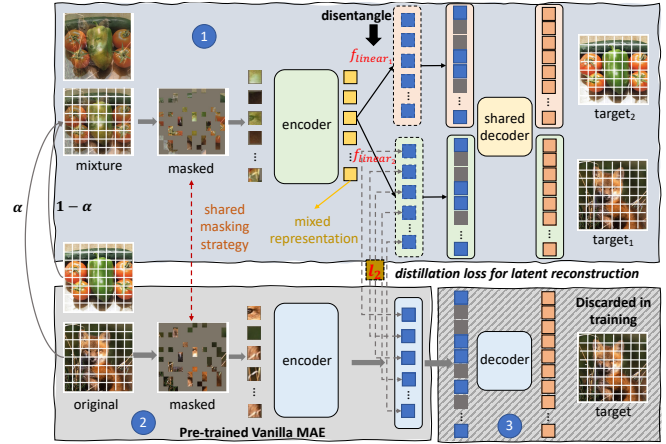 disentangle
1
f_linear₁
encoder
shared
decoder
target₂
mixture
masked
f_linear₂
α
1 − α
shared
masking
strategy
mixed
representation
target₁
l₂
distillation loss for latent reconstruction
Discarded in
training
encoder
decoder
original
masked
target
2
3
Pre-trained Vanilla MAE